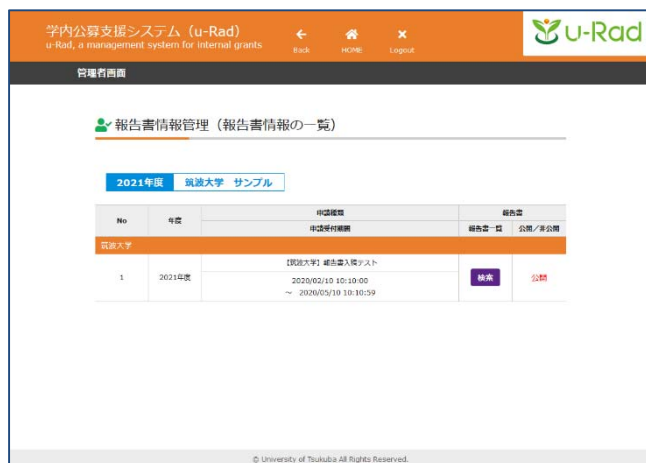 学内公募支援システム（u-Rad）
u-Rad, a management system for internal grants
Back
HOME
Logout
u-Rad
管理者画面
報告書情報管理（報告書情報の一覧）
2021年度 筑波大学 サンプル
No 年度 申請種類 報告書
申請受付期間 報告書一覧 公開／非公開
筑波大学
【筑波大学】報告書入稿テスト
1 2021年度 検索 公開
2020/02/10 10:10:00
～ 2020/05/10 10:10:59
© University of Tsukuba All Rights Reserved.